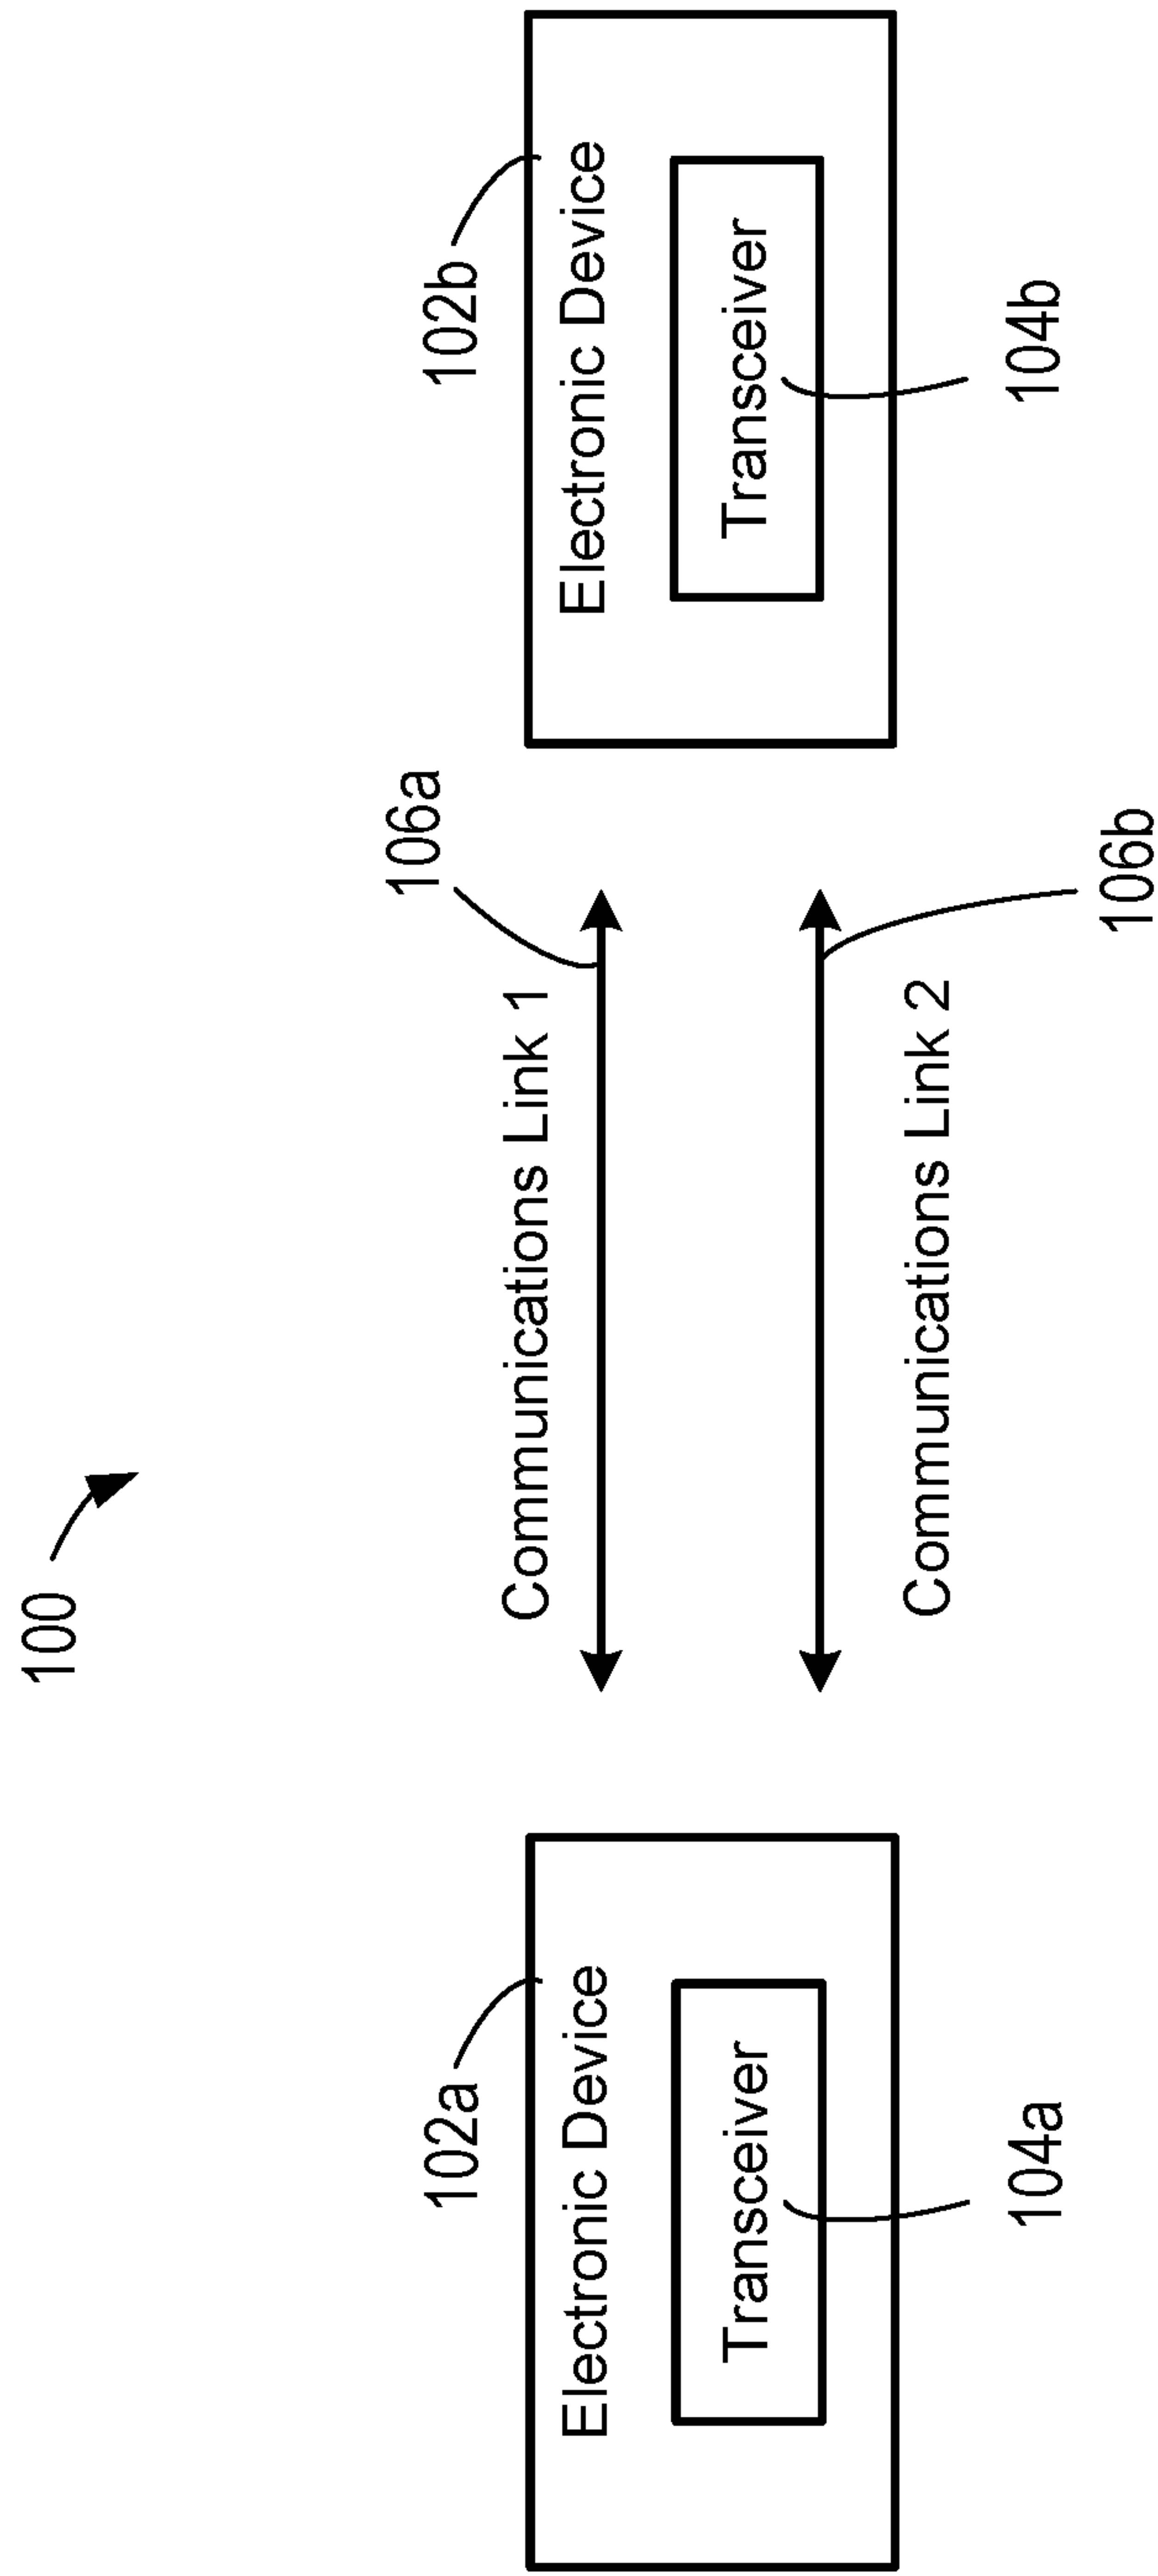 100
102a
Electronic Device
Transceiver
104a
Communications Link 1
106a
Communications Link 2
106b
102b
Electronic Device
Transceiver
104b